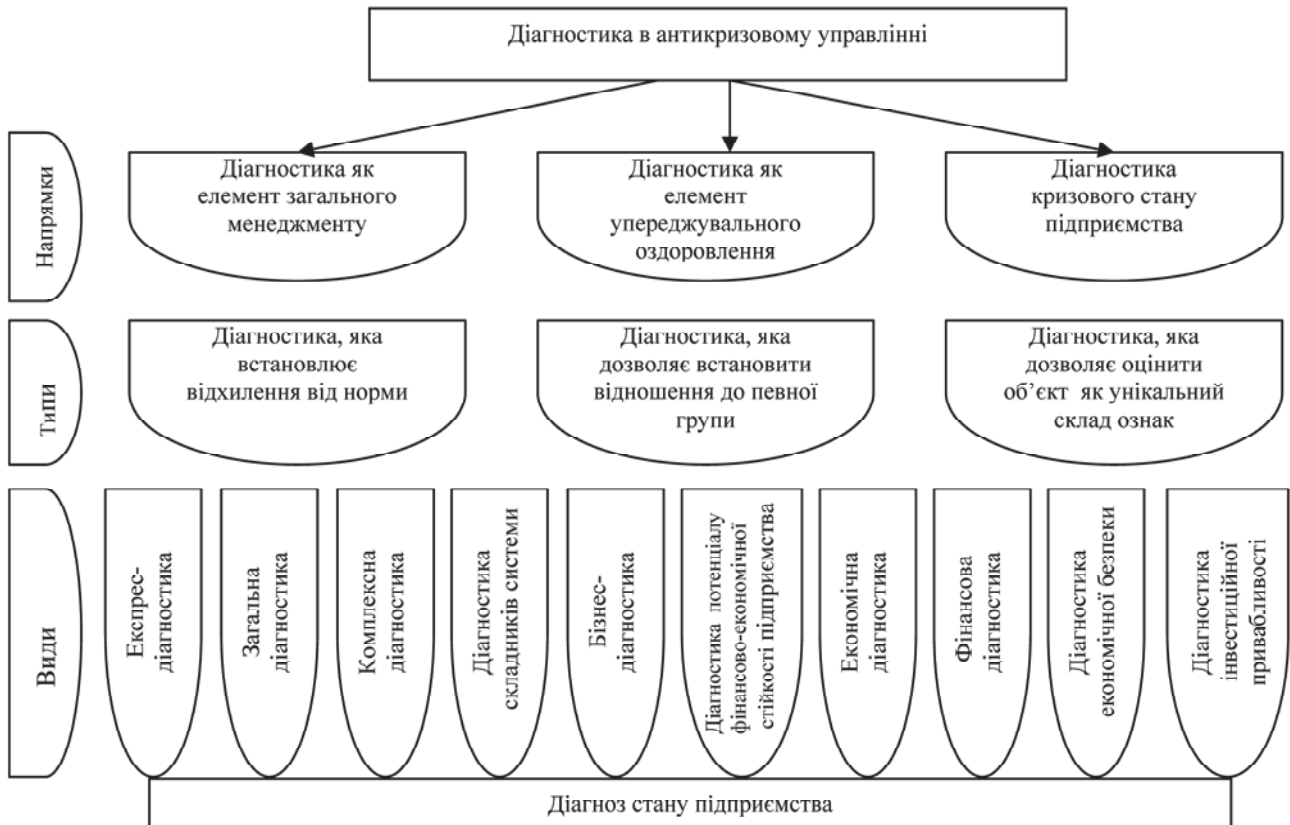 Діагностика в антикризовому управлінні
Напрямки
Діагностика як
елемент загального
менеджменту
Діагностика як
елемент
упереджувального
оздоровлення
Діагностика
кризового стану
підприємства
Типи
Діагностика, яка
встановлює
відхилення від норми
Діагностика, яка
дозволяє встановити
відношення до певної
групи
Діагностика, яка
дозволяє оцінити
об’єкт як унікальний
склад ознак
Види
Експрес-
діагностика
Загальна
діагностика
Комплексна
діагностика
Діагностика
складників системи
Бізнес-
діагностика
Діагностика потенціалу
фінансово-економічної
стійкості підприємства
Економічна
діагностика
Фінансова
діагностика
Діагностика
економічної безпеки
Діагностика
інвестиційної
привабливості
Діагноз стану підприємства